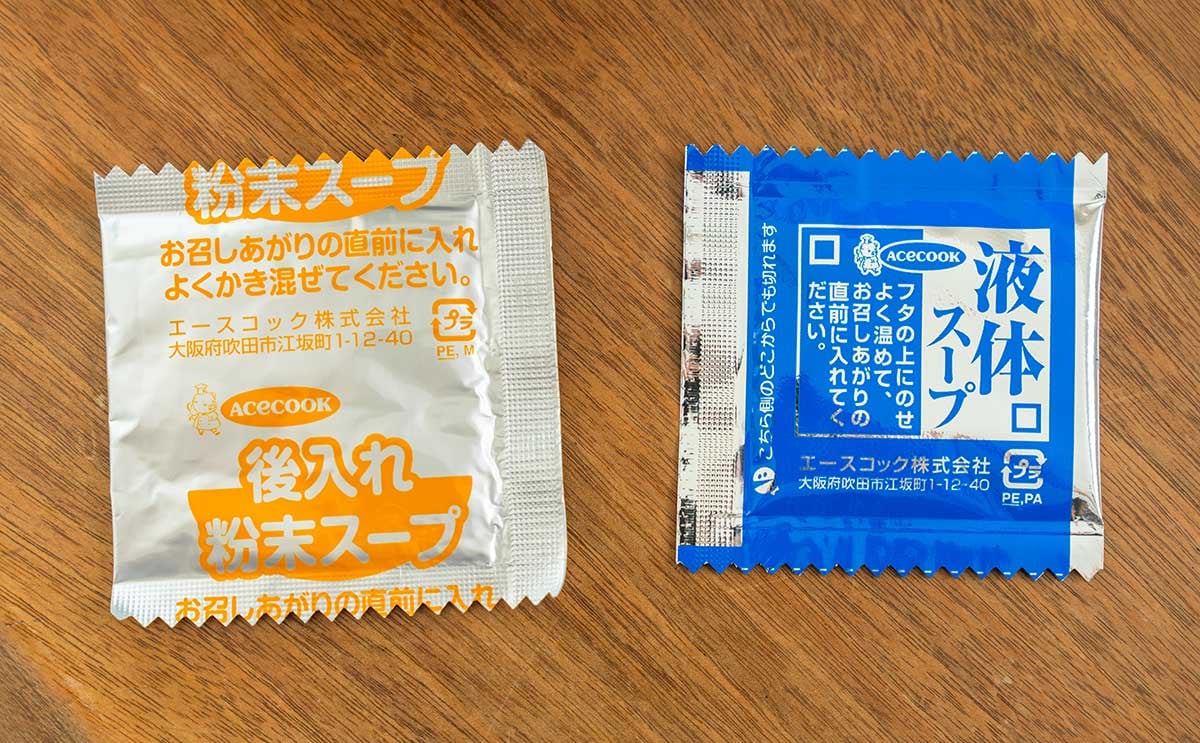 粉末スープ
お召しあがりの直前に入れ
よくかき混ぜてください。
エースコック株式会社
大阪府吹田市江坂町1-12-40
プラ
PE, M
ACECOOK
後入れ
粉末スープ
お召しあがりの直前に入れ
液体
スープ
ACECOOK
フタの上にのせ
よく温めて、
お召しあがりの
直前に入れてく
ださい。
こちら側のどこからでも切れます
エースコック株式会社
大阪府吹田市江坂町1-12-40
プラ
PE,PA